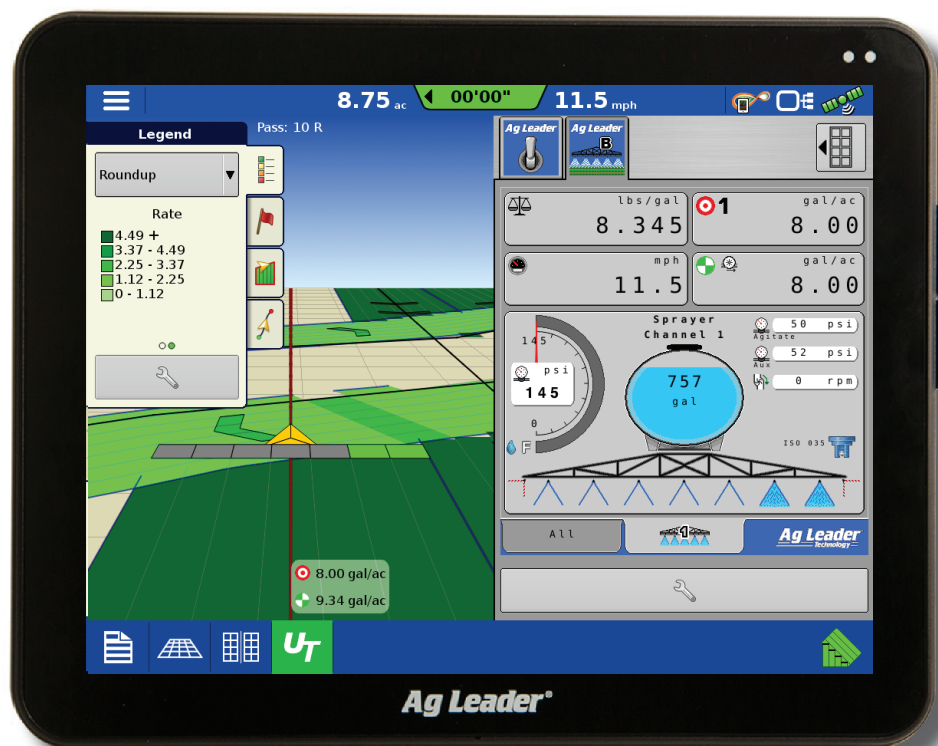 8.75 ac
00'00"
11.5 mph
Legend
Pass: 10 R
Roundup
Rate
4.49 +
3.37 - 4.49
2.25 - 3.37
1.12 - 2.25
0 - 1.12
8.00 gal/ac
9.34 gal/ac
Ag Leader
Ag Leader
B
lbs/gal
8.345
1
gal/ac
8.00
mph
11.5
gal/ac
8.00
Sprayer
Channel 1
145
psi
145
0
F
757
gal
50 psi
Agitate
52 psi
Aux
0 rpm
ISO 035
All
1
Ag Leader
Technology
UT
Ag Leader®